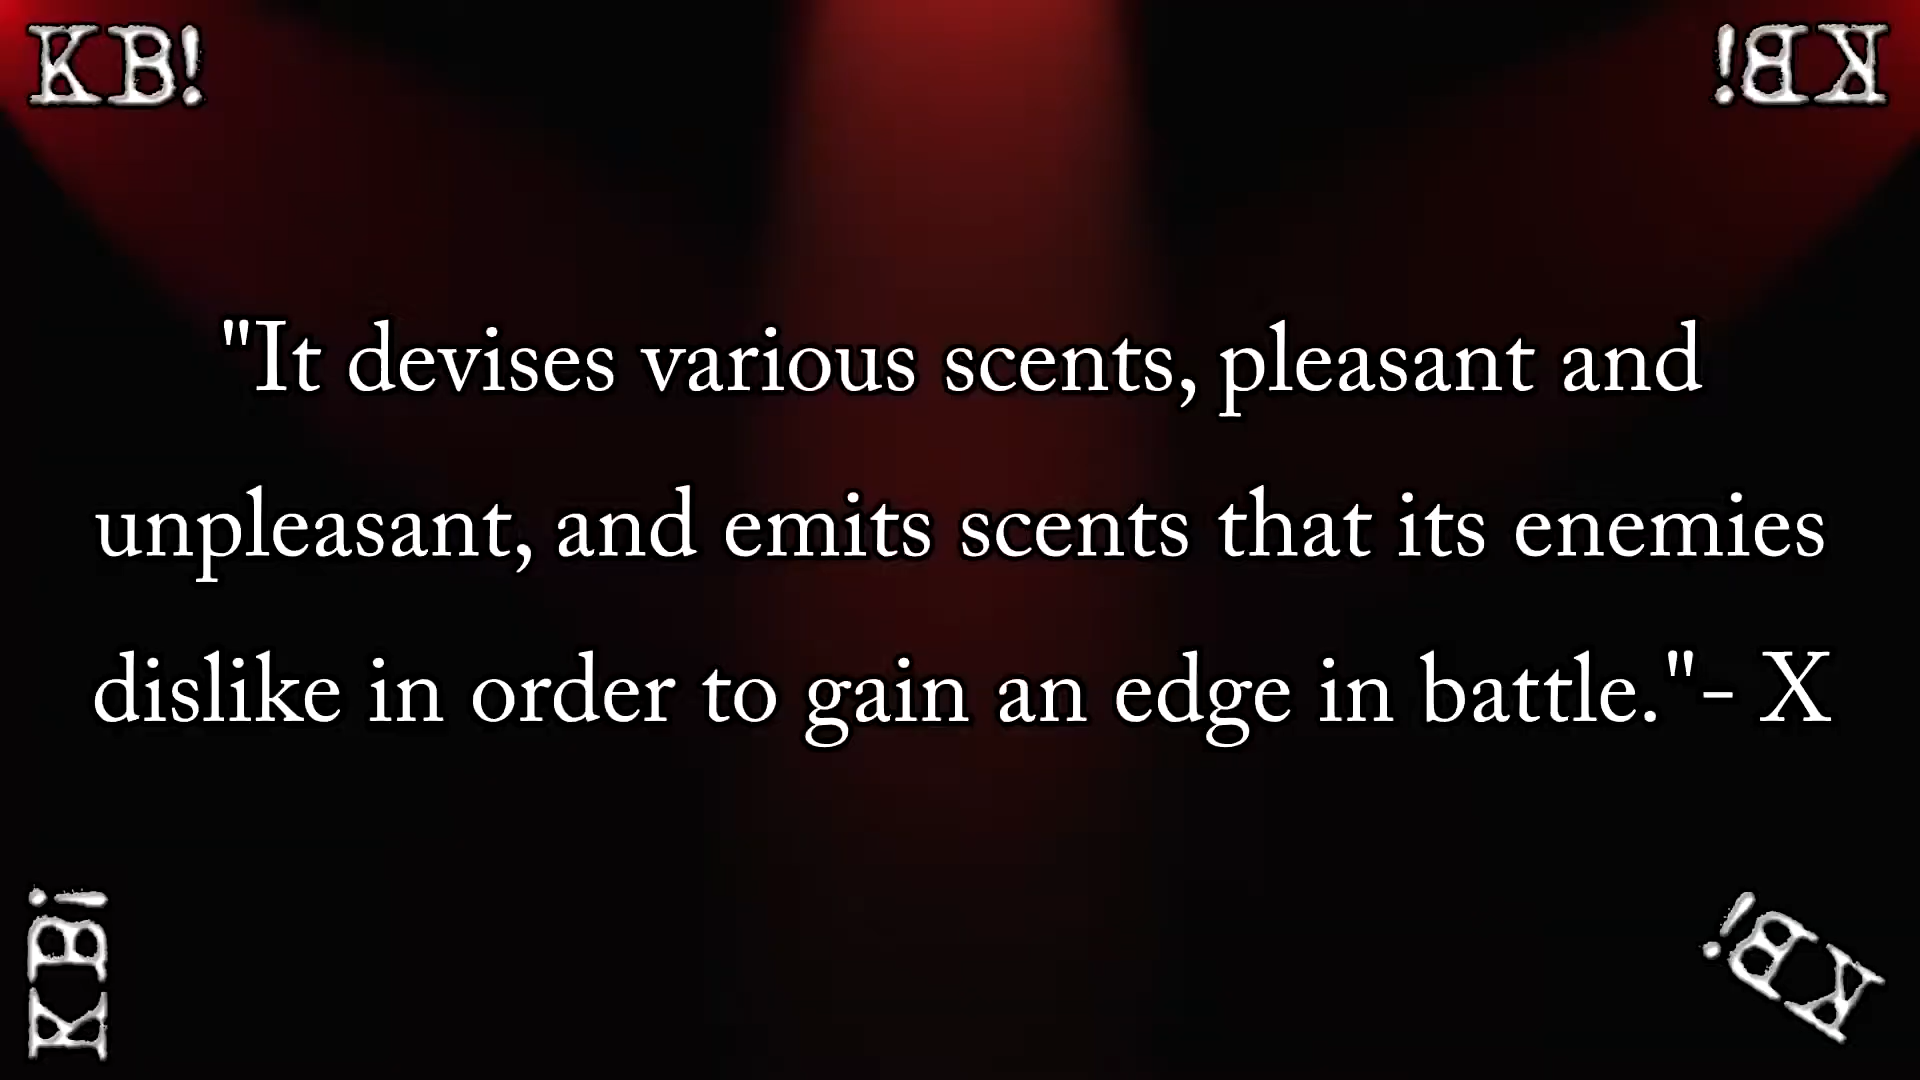 KB!
KB!
"It devises various scents, pleasant and
unpleasant, and emits scents that its enemies
dislike in order to gain an edge in battle."- X
KB!
KB!